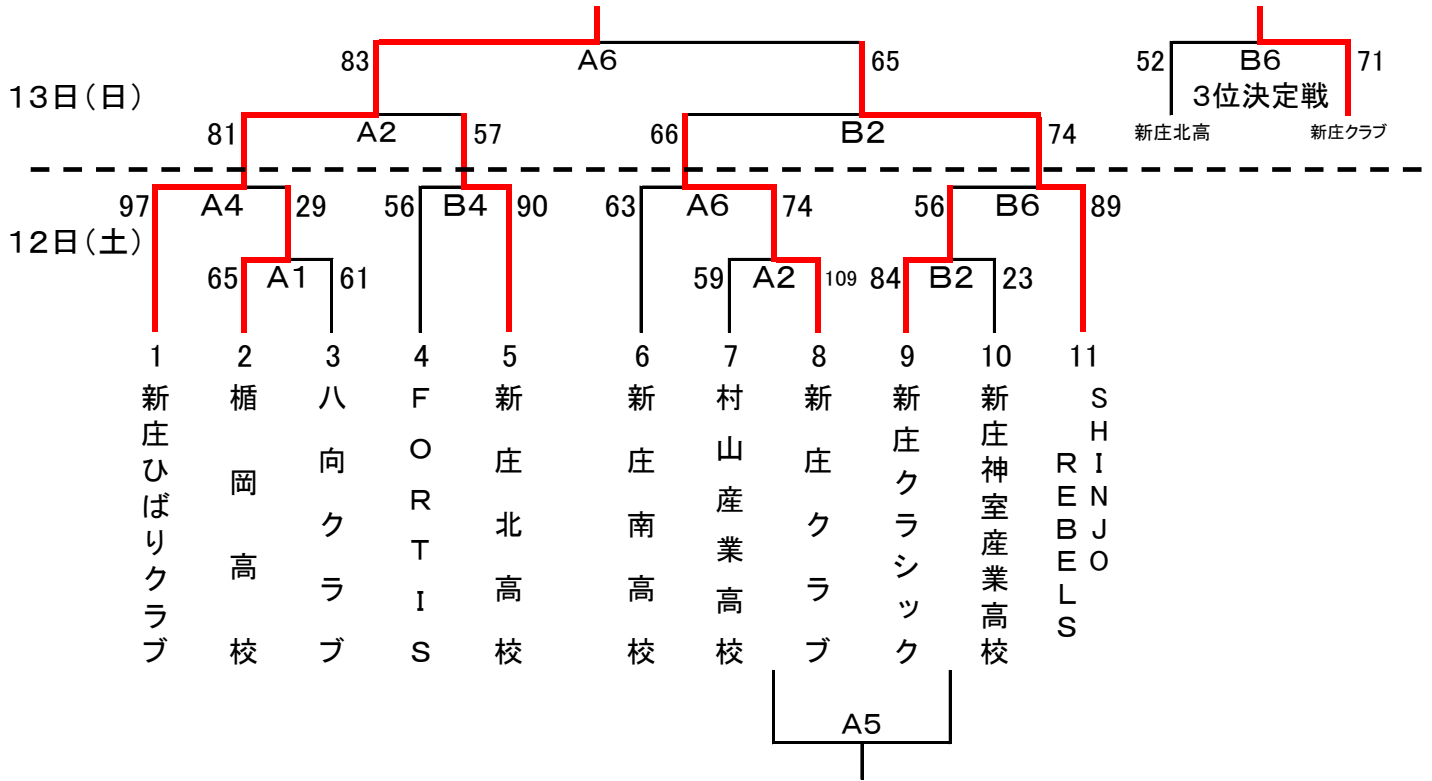 83 A6 65
52 B6 71
3位決定戦
新庄北高 新庄クラブ
13日(日)
81 A2 57 66 B2 74
97 A4 29 56 B4 90 63 A6 74 56 B6 89
12日(土)
65 A1 61 59 A2 109 84 B2 23
1 2 3 4 5 6 7 8 9 10 11
新庄ひばりクラブ
楯岡高校
八向クラブ
FORTIS
新庄北高校
新庄南高校
村山産業高校
新庄クラブ
新庄クラシック
新庄神室産業高校
SHINJO
REBELS
A5